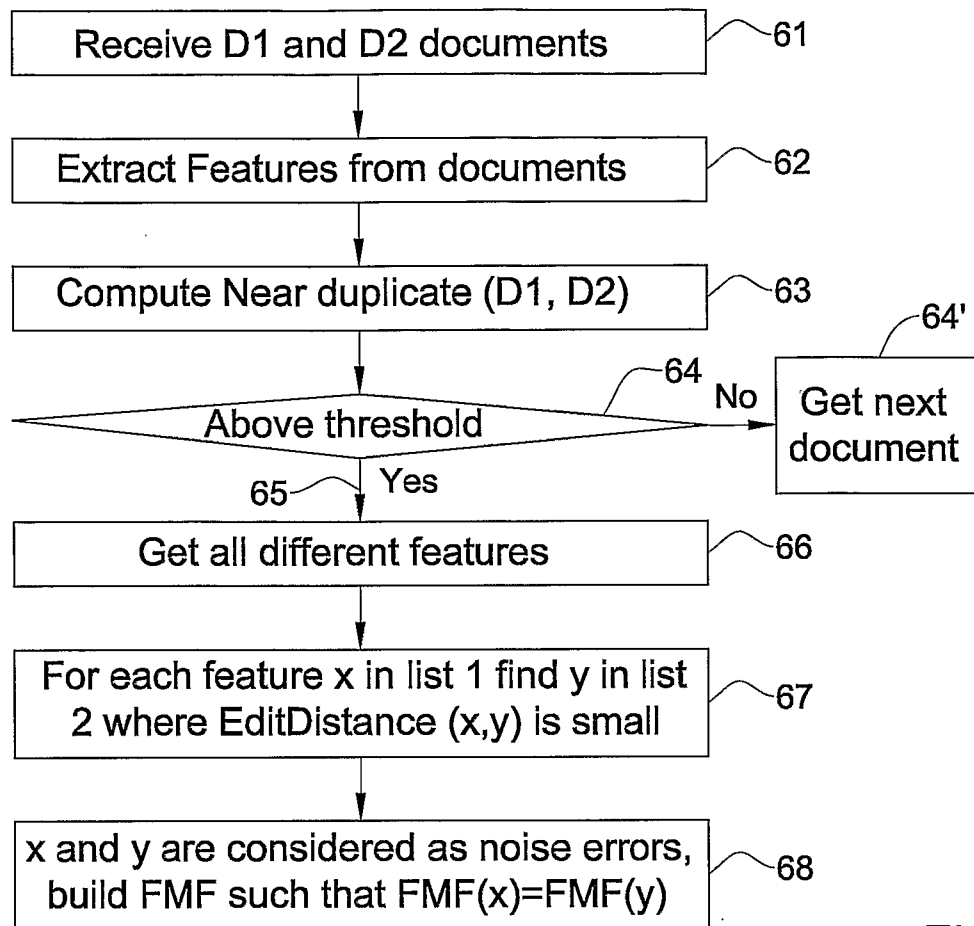 Receive D1 and D2 documents
61
Extract Features from documents
62
Compute Near duplicate (D1, D2)
63
64'
64
Above threshold
No
Get next
document
65
Yes
Get all different features
66
For each feature x in list 1 find y in list
2 where EditDistance (x,y) is small
67
x and y are considered as noise errors,
build FMF such that FMF(x)=FMF(y)
68